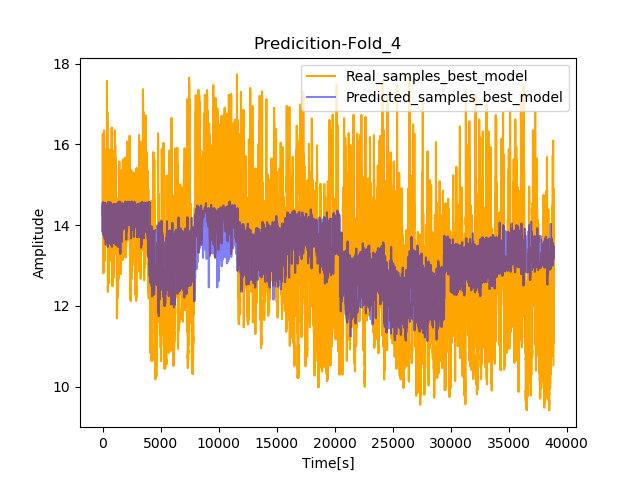 Predicition-Fold_4
Real_samples_best_model
Predicted_samples_best_model
Amplitude
18
16
14
12
10
0 5000 10000 15000 20000 25000 30000 35000 40000
Time[s]